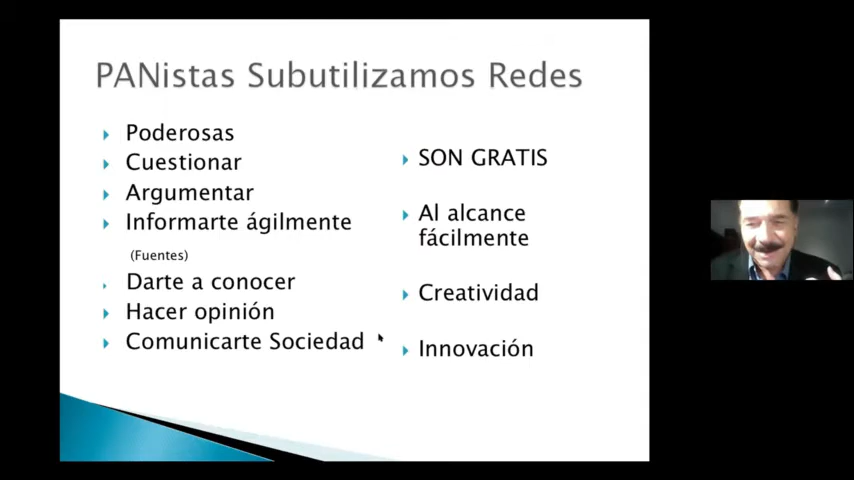 PANistas Subutilizamos Redes
Poderosas
Cuestionar
Argumentar
Informarte ágilmente
(Fuentes)
Darte a conocer
Hacer opinión
Comunicarte Sociedad
SON GRATIS
Al alcance
fácilmente
Creatividad
Innovación